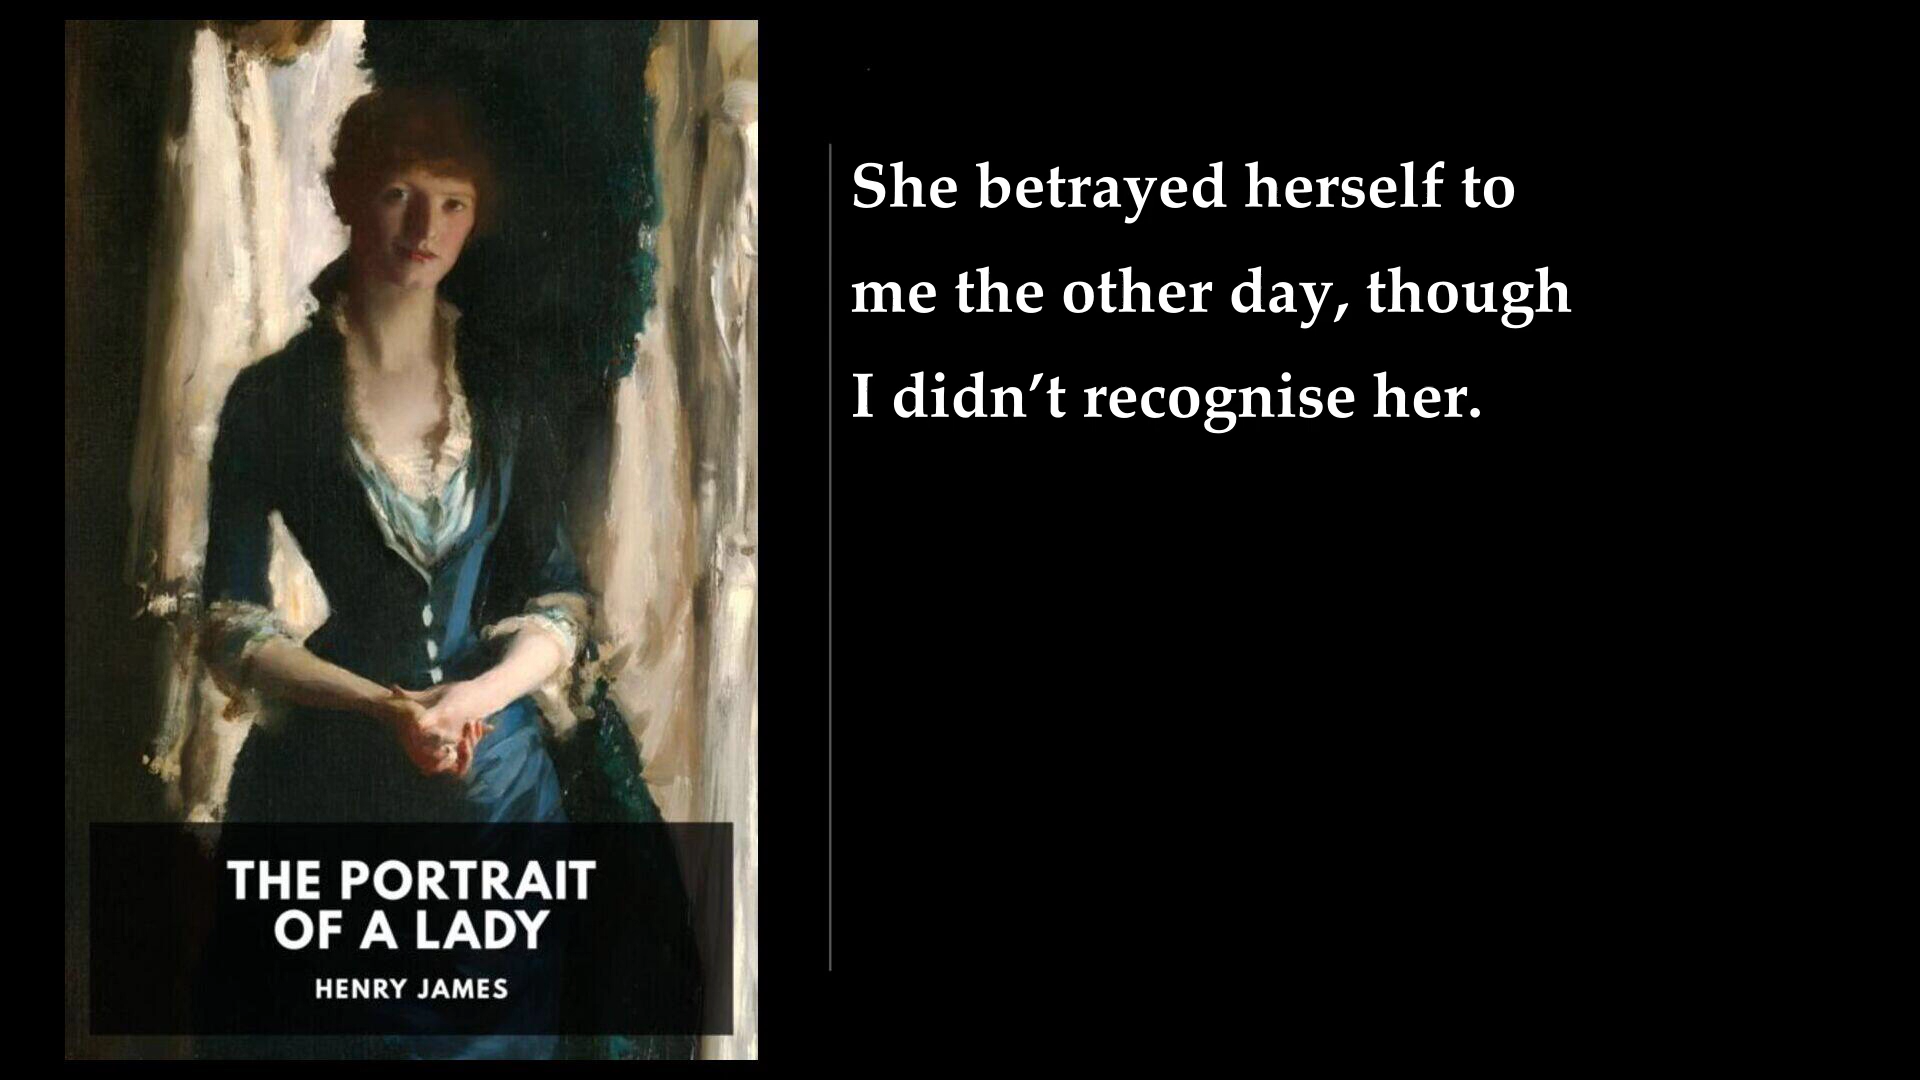 She betrayed herself to
me the other day, though
I didn’t recognise her.
THE PORTRAIT
OF A LADY
HENRY JAMES